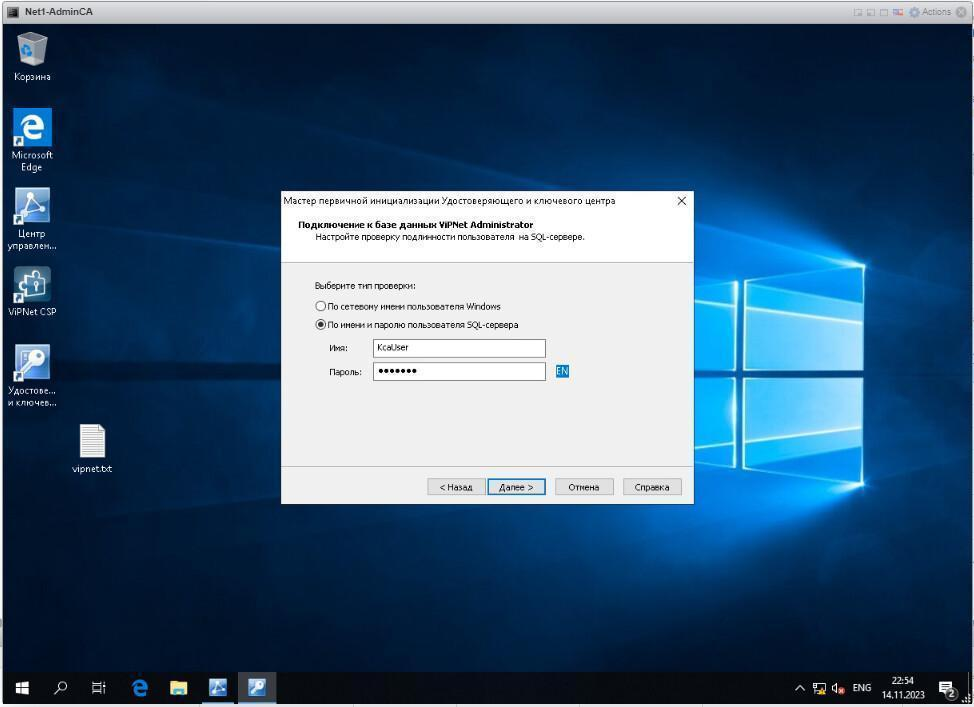 Net1-AdminCA
Actions
Корзина
Microsoft
Edge
Центр
управлен...
ViPNet CSP
Удостове...
и ключев...
vipnet.txt
Мастер первичной инициализации Удостоверяющего и ключевого центра
Подключение к базе данных ViPNet Administrator
Настройте проверку подлинности пользователя на SQL-сервере.
Выберите тип проверки:
По сетевому имени пользователя Windows
По имени и паролю пользователя SQL-сервера
Имя: KcaUser
Пароль: ●●●●●●● EN
< Назад Далее > Отмена Справка
ENG
22:54
14.11.2023
2